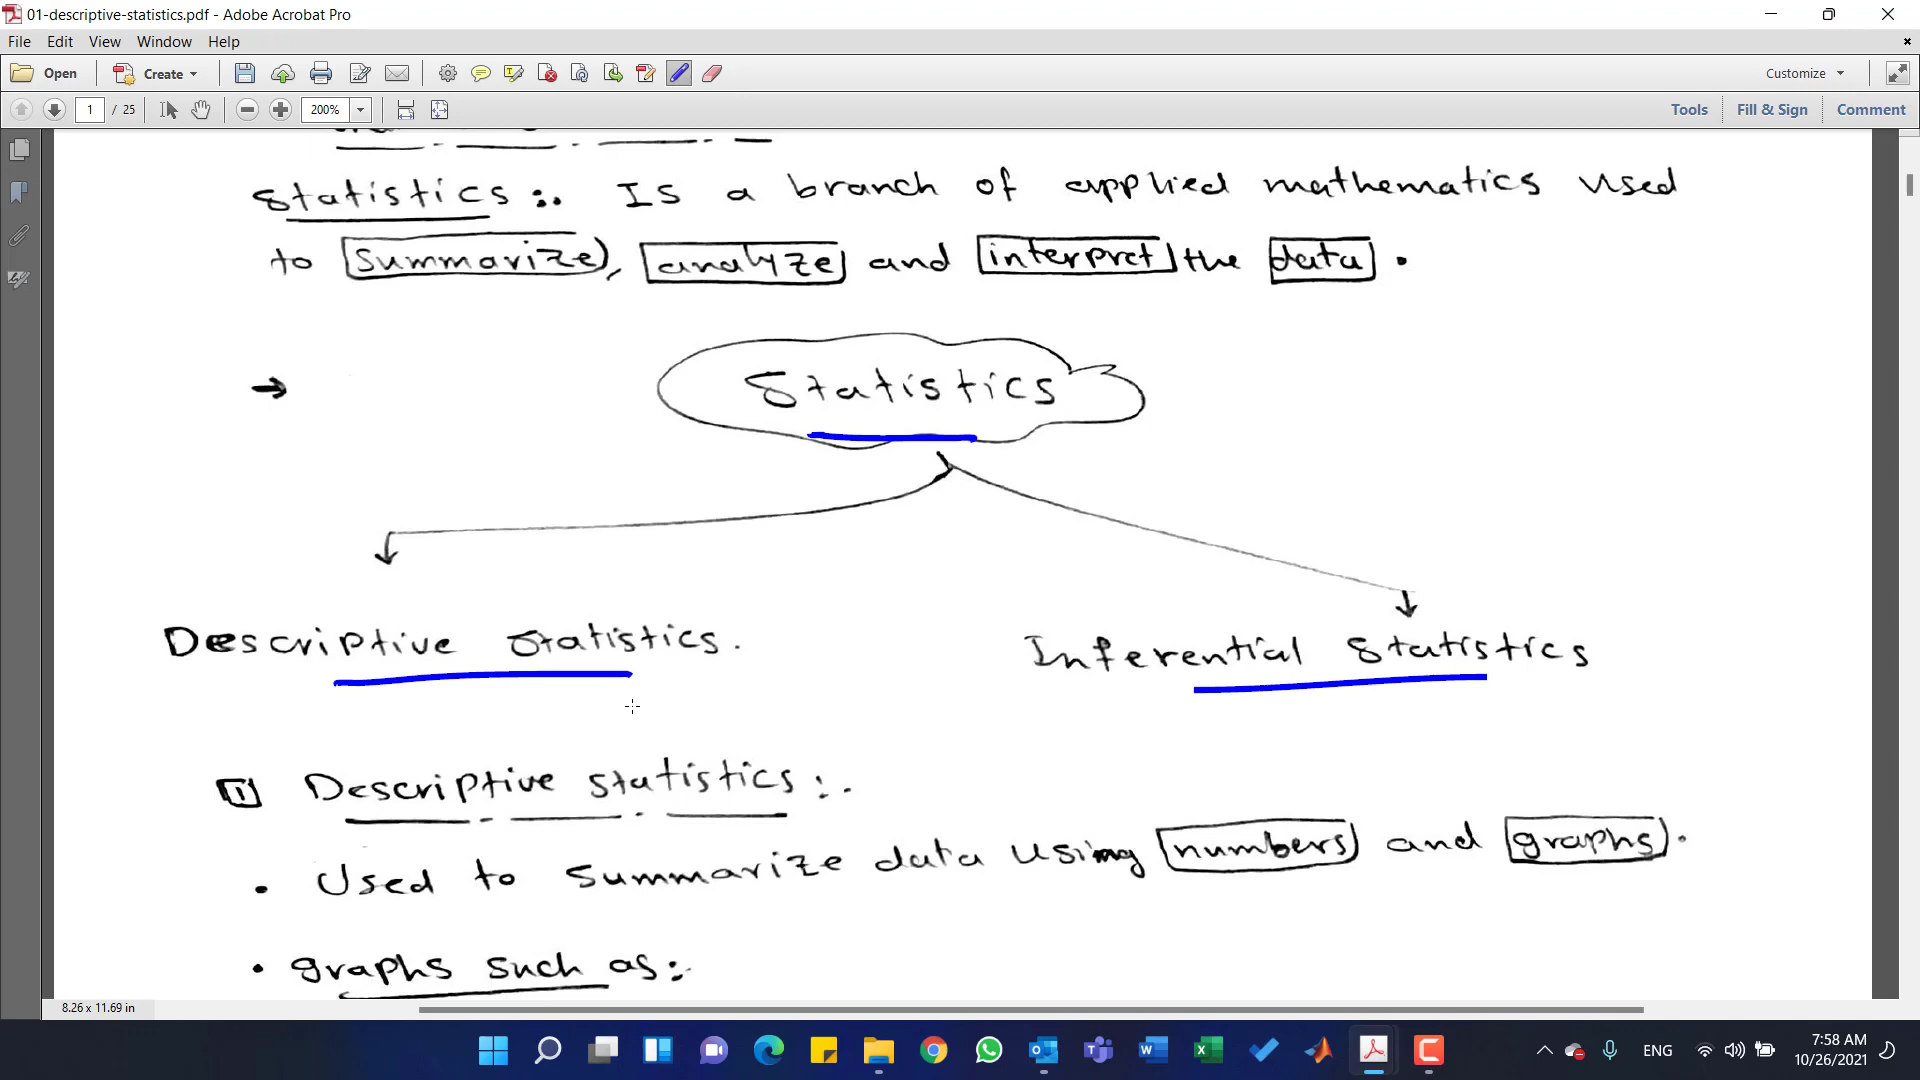 01-descriptive-statistics.pdf - Adobe Acrobat Pro
File Edit View Window Help
Open Create Customize
1 / 25 200% Tools Fill & Sign Comment
statistics:. Is a branch of applied mathematics used
to summarize, analyze and interpret the data.
→ Statistics
Descriptive statistics. Inferential statistics
1 Descriptive statistics:.
• Used to summarize data using numbers and graphs.
• graphs such as:.
8.26 x 11.69 in
ENG 7:58 AM
10/26/2021